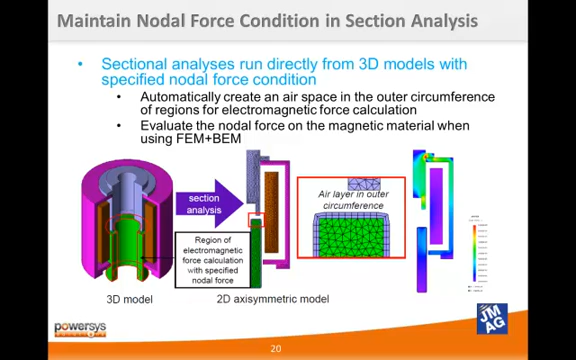 Maintain Nodal Force Condition in Section Analysis
• Sectional analyses run directly from 3D models with
specified nodal force condition
• Automatically create an air space in the outer circumference
of regions for electromagnetic force calculation
• Evaluate the nodal force on the magnetic material when
using FEM+BEM
section
analysis
Air layer in outer
circumference
Region of
electromagnetic
force calculation
with specified
nodal force
3D model
2D axisymmetric model
powersys
JM
AG
20